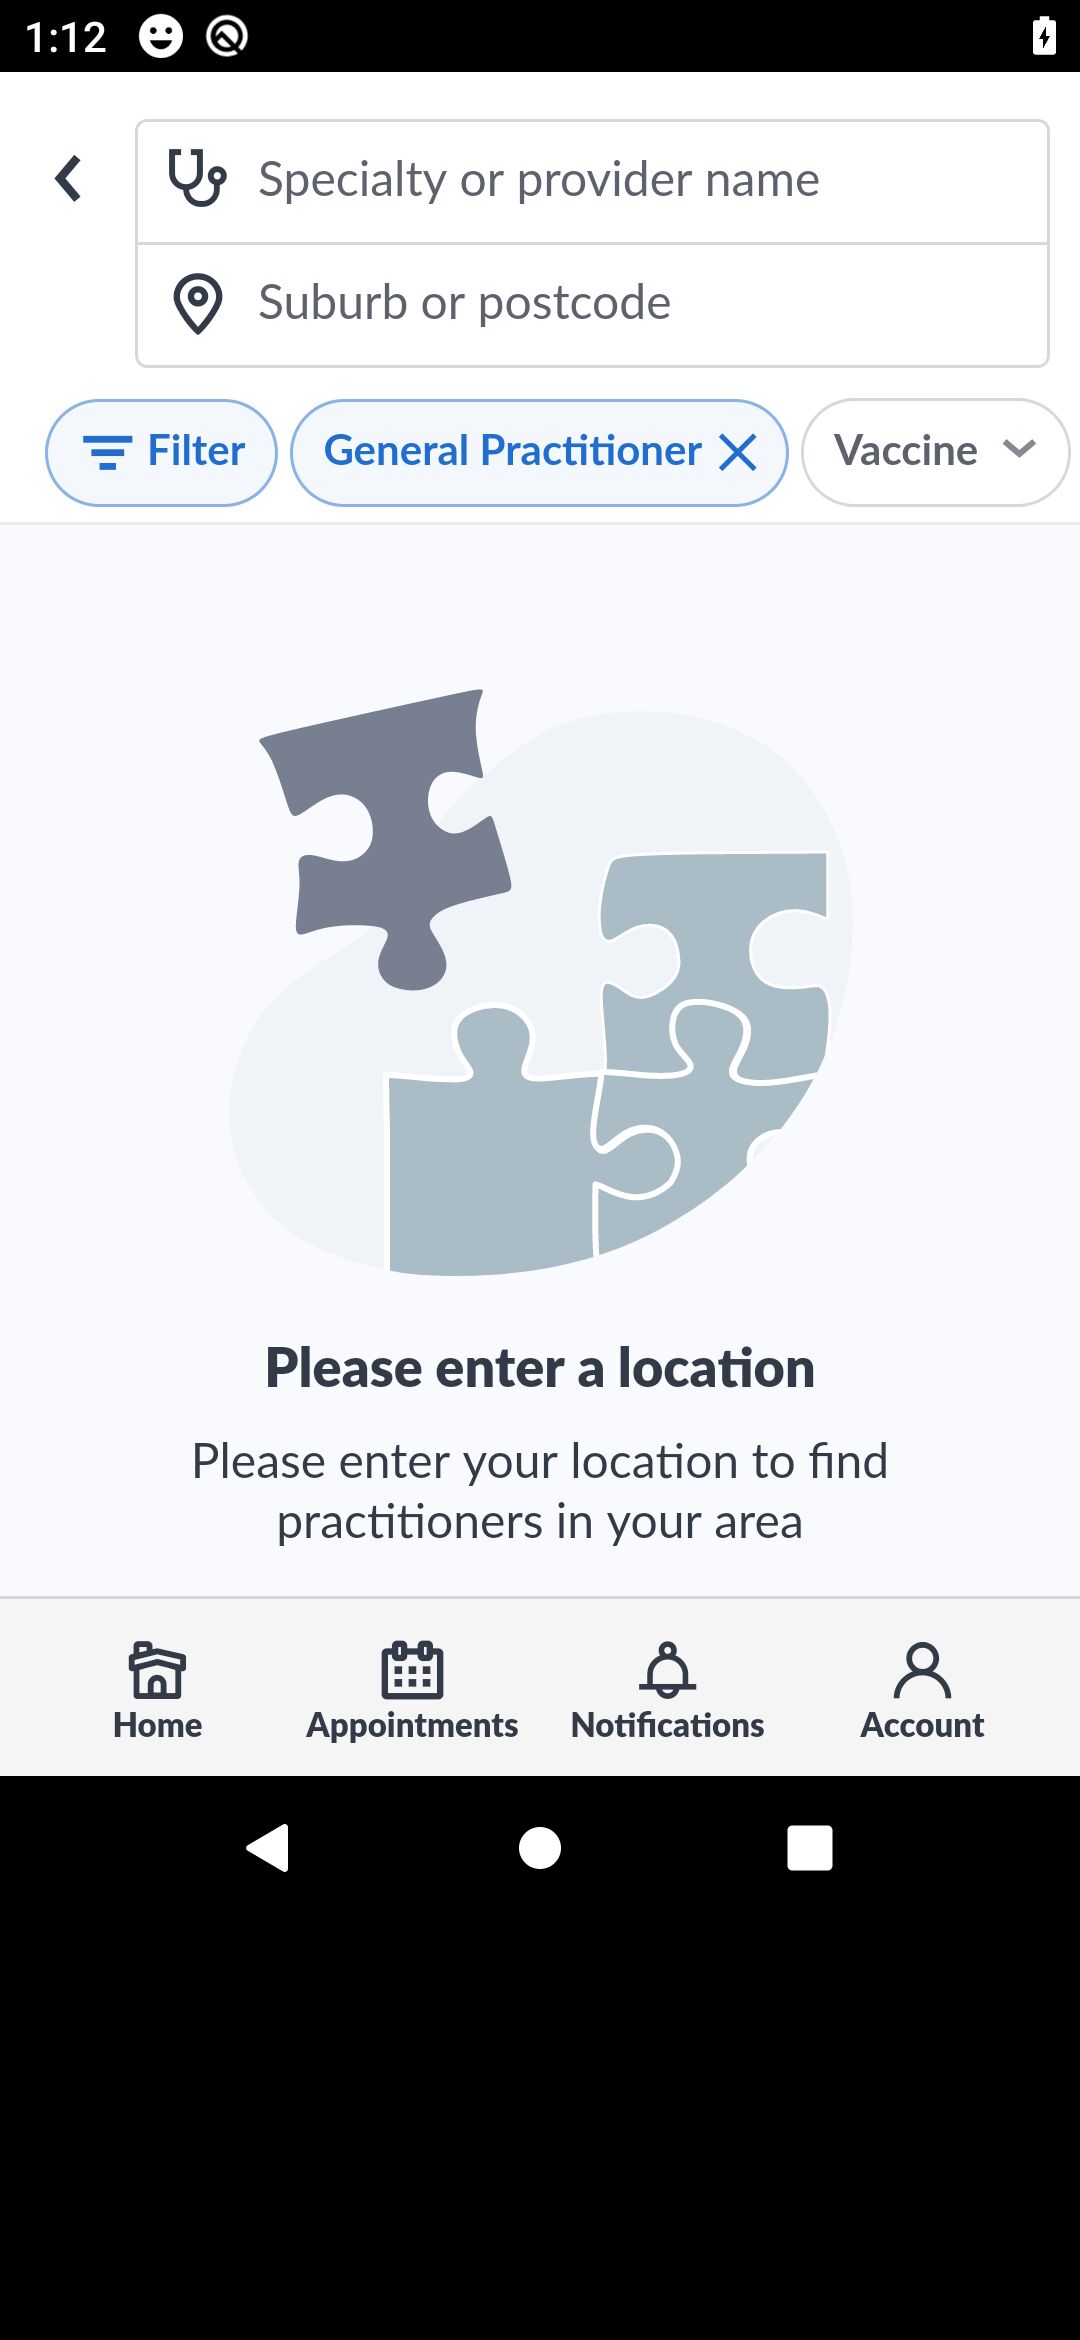 1:12
Specialty or provider name
Suburb or postcode
Filter
General Practitioner
Vaccine
Please enter a location
Please enter your location to find
practitioners in your area
Home
Appointments
Notifications
Account